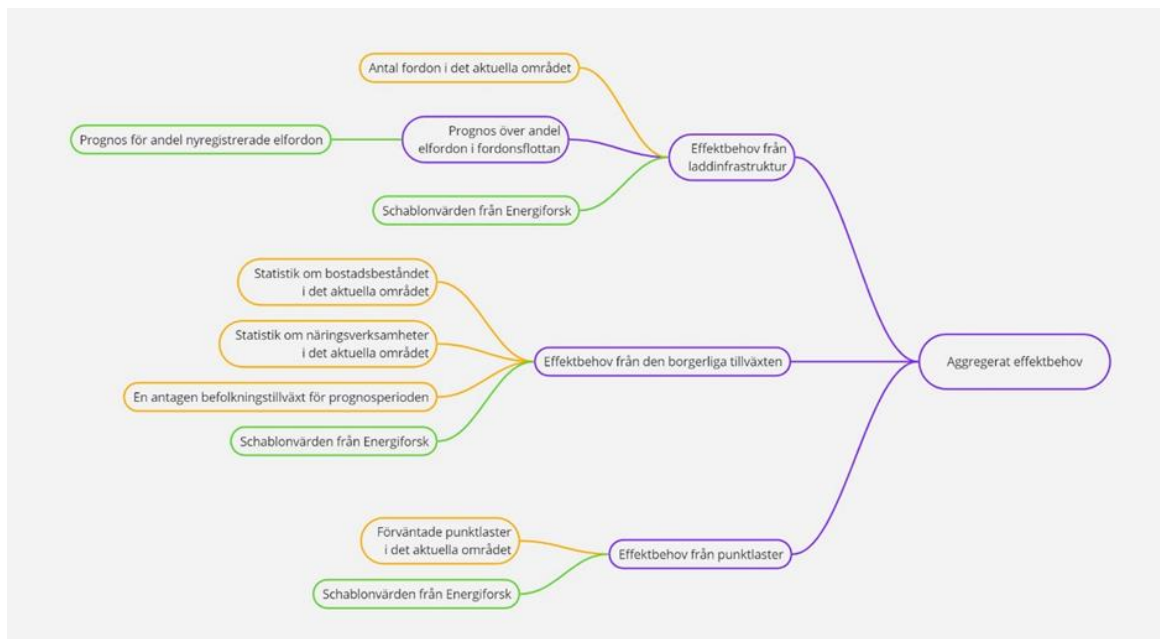 Antal fordon i det aktuella området
Prognos för andel nyregistrerade elfordon
Prognos över andel
elfordon i fordonsflottan
Effektbehov från
laddinfrastruktur
Schablonvärden från Energiforsk
Statistik om bostadsbeståndet
i det aktuella området
Statistik om näringsverksamheter
i det aktuella området
Effektbehov från den borgerliga tillväxten
Aggregerat effektbehov
En antagen befolkningstillväxt för prognosperioden
Schablonvärden från Energiforsk
Förväntade punktlaster
i det aktuella området
Effektbehov från punktlaster
Schablonvärden från Energiforsk